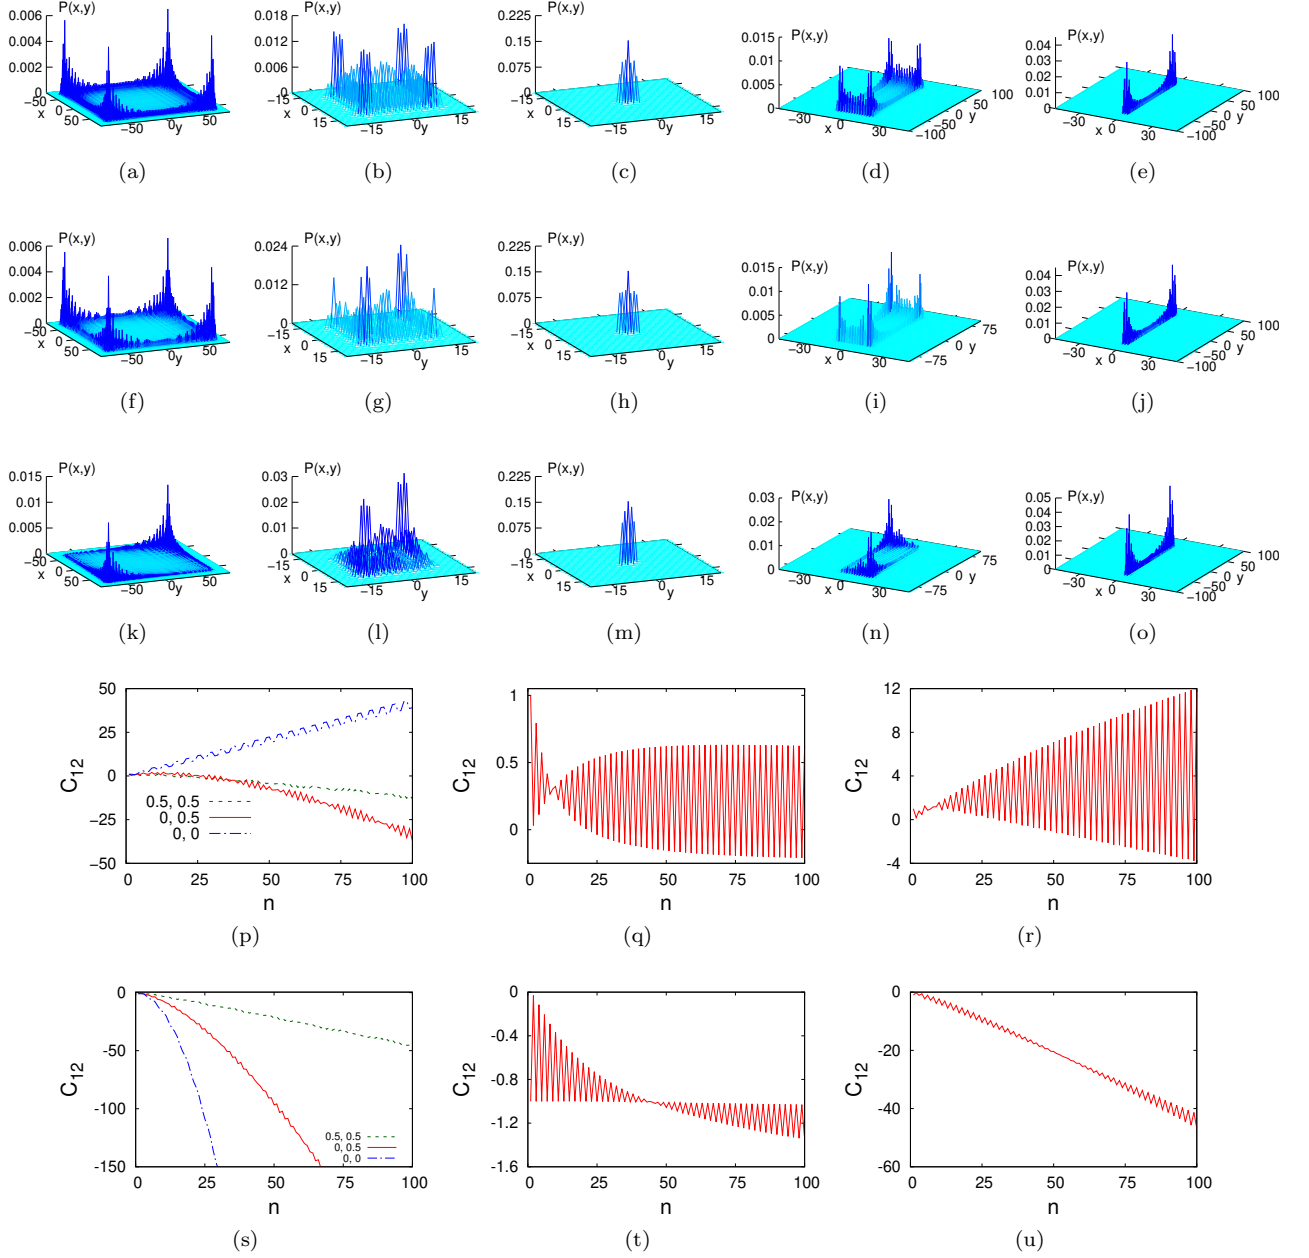 P(x,y) P(x,y) P(x,y) P(x,y) P(x,y)
0.006 0.004 0.002 0 −50 0 50 x −50 0 y 50
0.018 0.012 0.006 0 −15 0 15 x −15 0 y 15
0.225 0.15 0.075 0 −15 0 15 x −15 0 y 15
0.015 0.01 0.005 0 −30 x 0 30 −100 −50 0 y 50 100
0.04 0.03 0.02 0.01 0 −30 x 0 30 −100 −50 0 y 50 100
(a) (b) (c) (d) (e)
P(x,y) P(x,y) P(x,y) P(x,y) P(x,y)
0.006 0.004 0.002 0 −50 0 50 x −50 0 y 50
0.024 0.012 0 −15 0 15 x −15 0 y 15
0.225 0.15 0.075 0 −15 0 15 x −15 0 y 15
0.015 0.01 0.005 0 −30 x 0 30 −75 0 y 75
0.04 0.03 0.02 0.01 0 −30 x 0 30 −100 −50 0 y 50 100
(f) (g) (h) (i) (j)
P(x,y) P(x,y) P(x,y) P(x,y) P(x,y)
0.015 0.01 0.005 0 −50 0 50 x −50 0 y 50
0.03 0.02 0.01 0 −15 0 15 x −15 0 y 15
0.225 0.15 0.075 0 −15 0 15 x −15 0 y 15
0.03 0.02 0.01 0 −30 x 0 30 −75 0 y 75
0.05 0.04 0.03 0.02 0.01 0 −30 x 0 30 −100 −50 0 y 50 100
(k) (l) (m) (n) (o)
50 25 0 −25 −50
C12
0.5, 0.5
0, 0.5
0, 0
0 25 50 75 100
n
(p)
1 0.5 0
C12
0 25 50 75 100
n
(q)
12 8 4 0 -4
C12
0 25 50 75 100
n
(r)
0 -50 -100 -150
C12
0.5, 0.5
0, 0.5
0, 0
0 25 50 75 100
n
(s)
0 -0.4 -0.8 -1.2 -1.6
C12
0 25 50 75 100
n
(t)
0 -20 -40 -60
C12
0 25 50 75 100
n
(u)